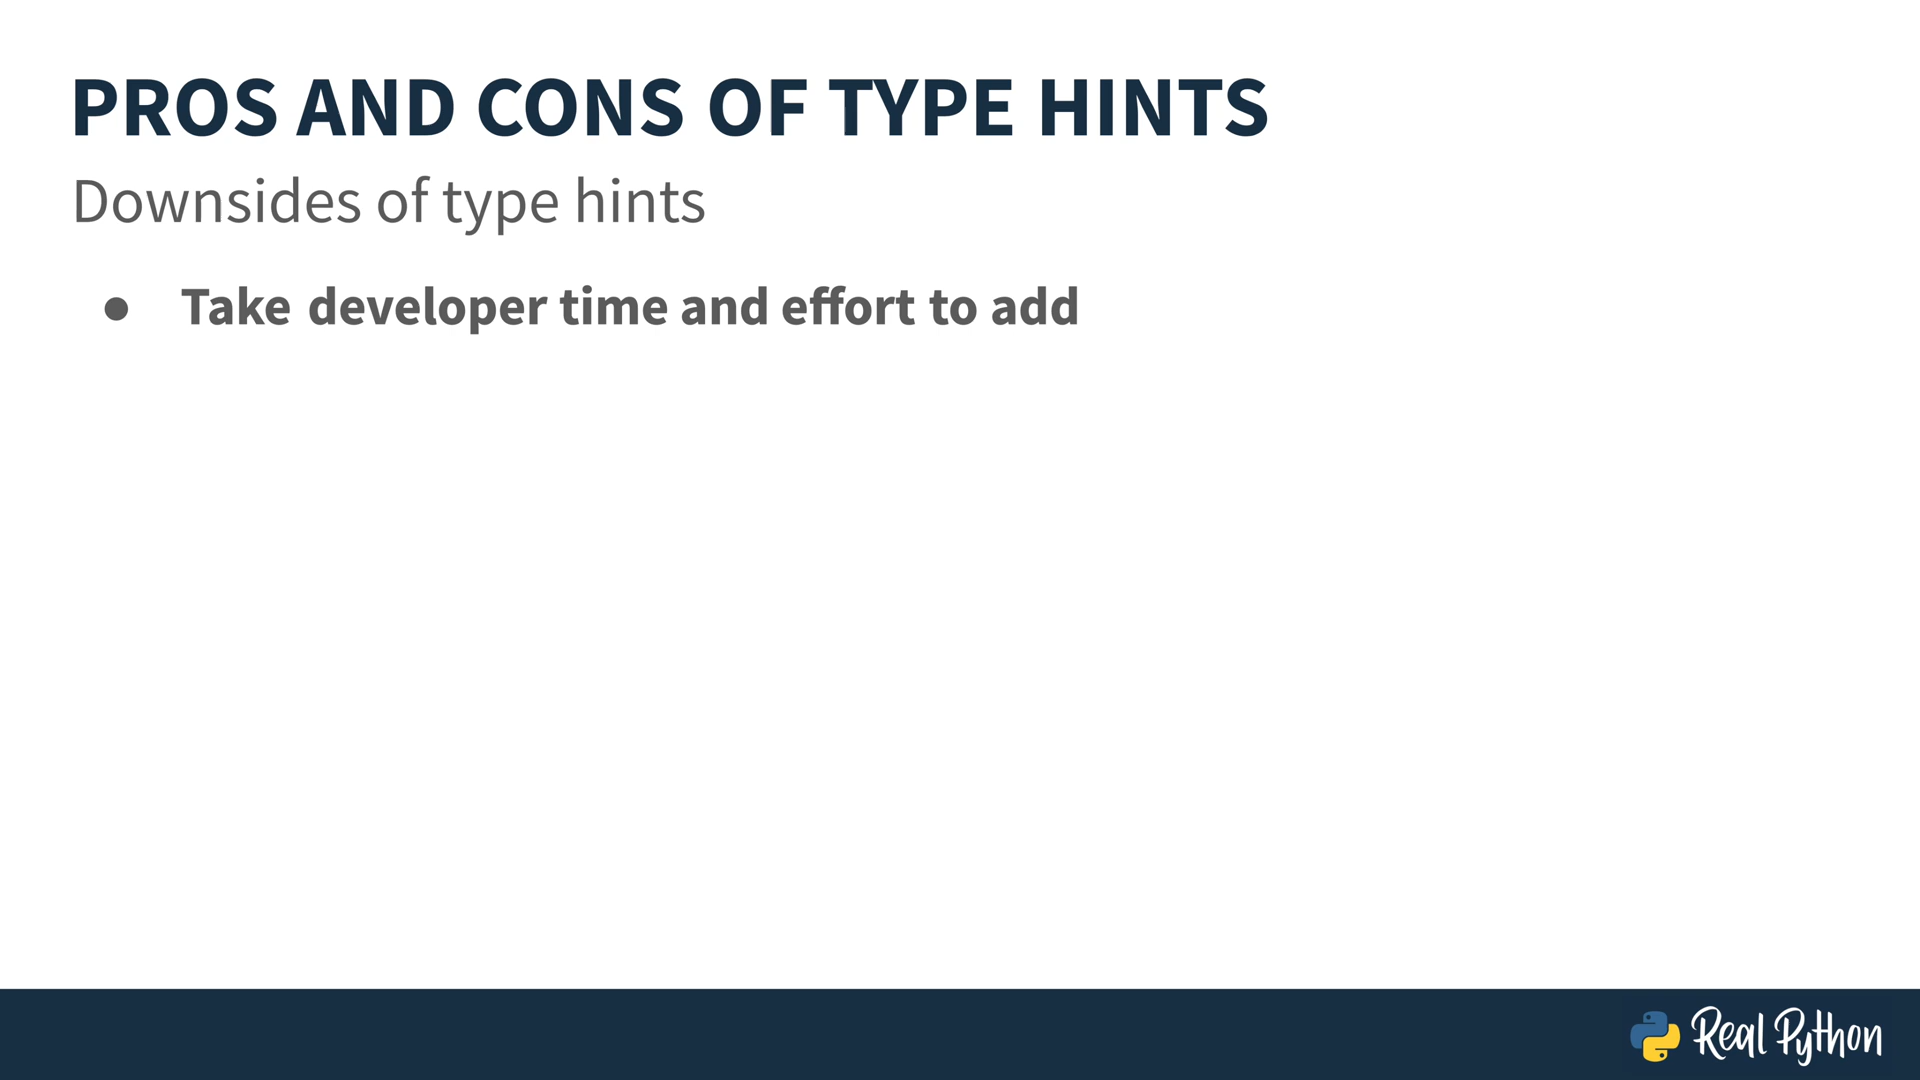 PROS AND CONS OF TYPE HINTS
Downsides of type hints
● Take developer time and effort to add
Real Python